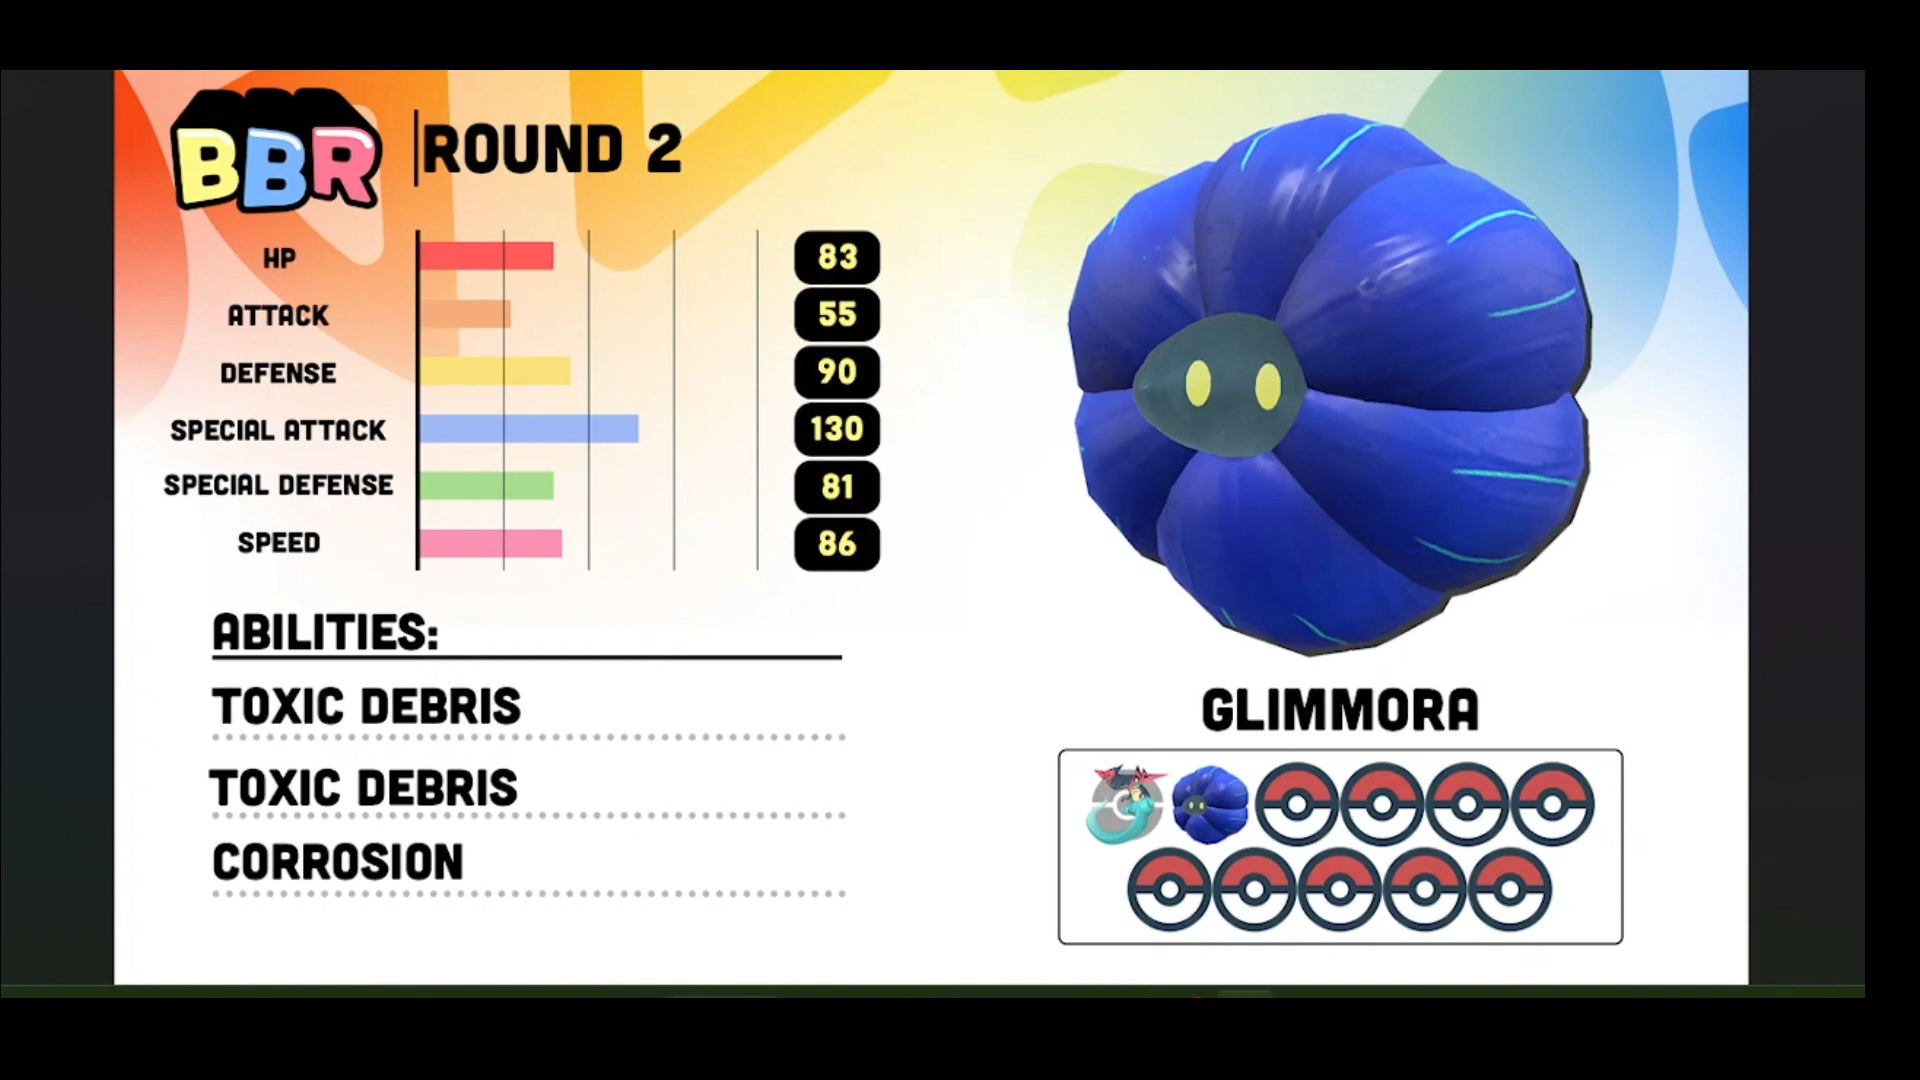 BBR
ROUND 2
HP 83
ATTACK 55
DEFENSE 90
SPECIAL ATTACK 130
SPECIAL DEFENSE 81
SPEED 86
ABILITIES:
TOXIC DEBRIS
TOXIC DEBRIS
CORROSION
GLIMMORA